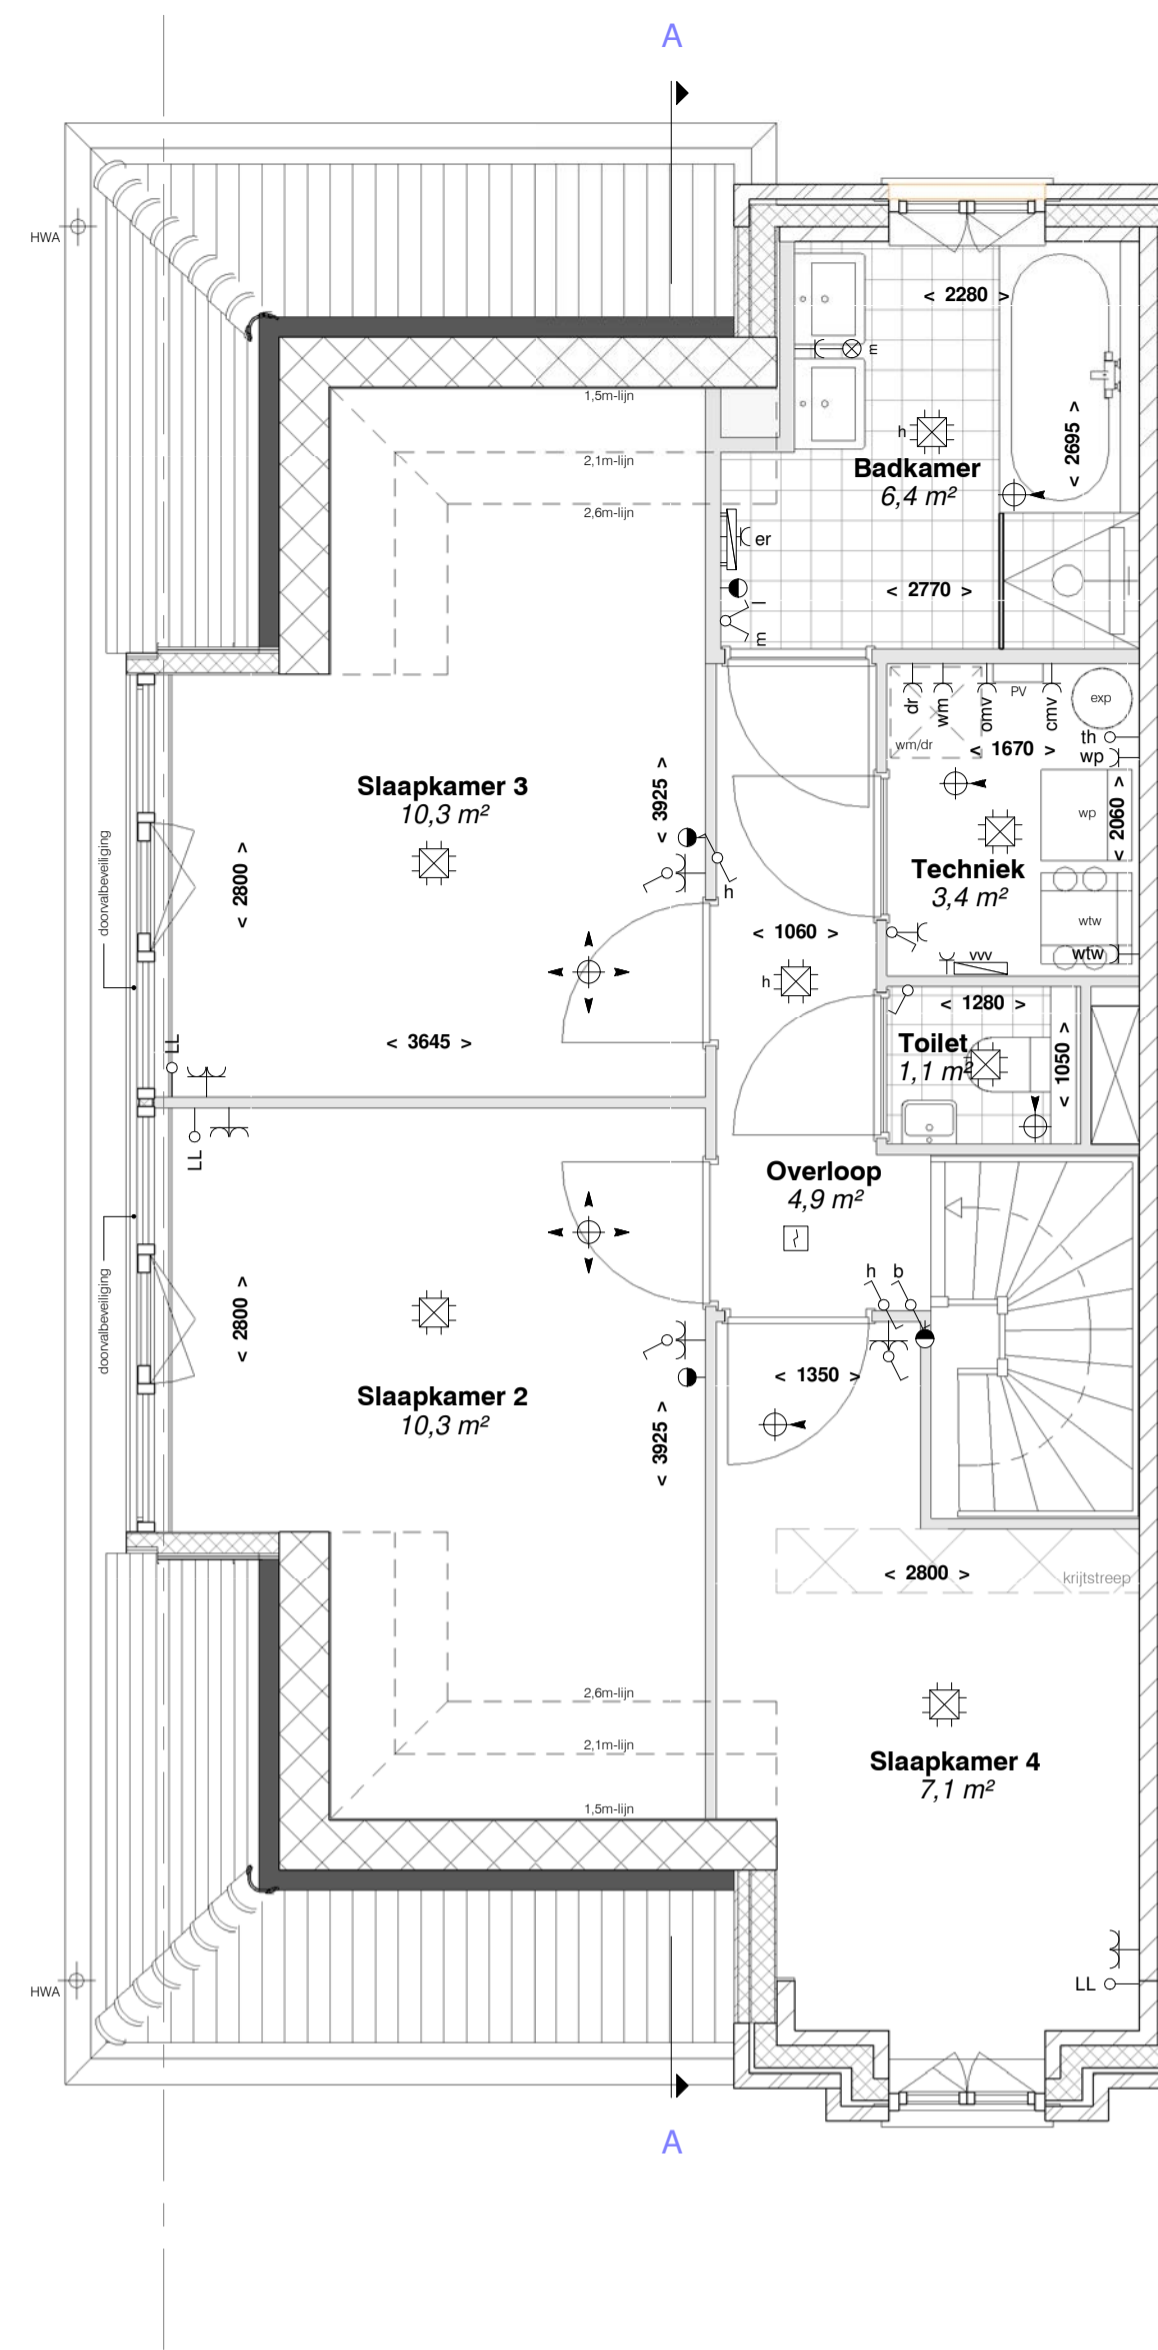 A
HWA
< 2280 >
m
1,5m-lijn
< 2695 >
h
2,1m-lijn
Badkamer
6,4 m²
2,6m-lijn
er
< 2770 >
l
m
dr
wm
omv
PV
cmv
exp
th
wm/dr
< 1670 >
wp
Slaapkamer 3
10,3 m²
< 3925 >
wp
< 2060 >
doorvalbeveiliging
< 2800 >
h
Techniek
3,4 m²
wtw
< 1060 >
vvv
wtw
h
< 1280 >
LL
< 3645 >
Toilet
1,1 m²
< 1050 >
LL
Overloop
4,9 m²
h
b
doorvalbeveiliging
< 2800 >
< 1350 >
Slaapkamer 2
10,3 m²
< 3925 >
< 2800 >
krijtstreep
2,6m-lijn
2,1m-lijn
Slaapkamer 4
7,1 m²
1,5m-lijn
HWA
LL
A